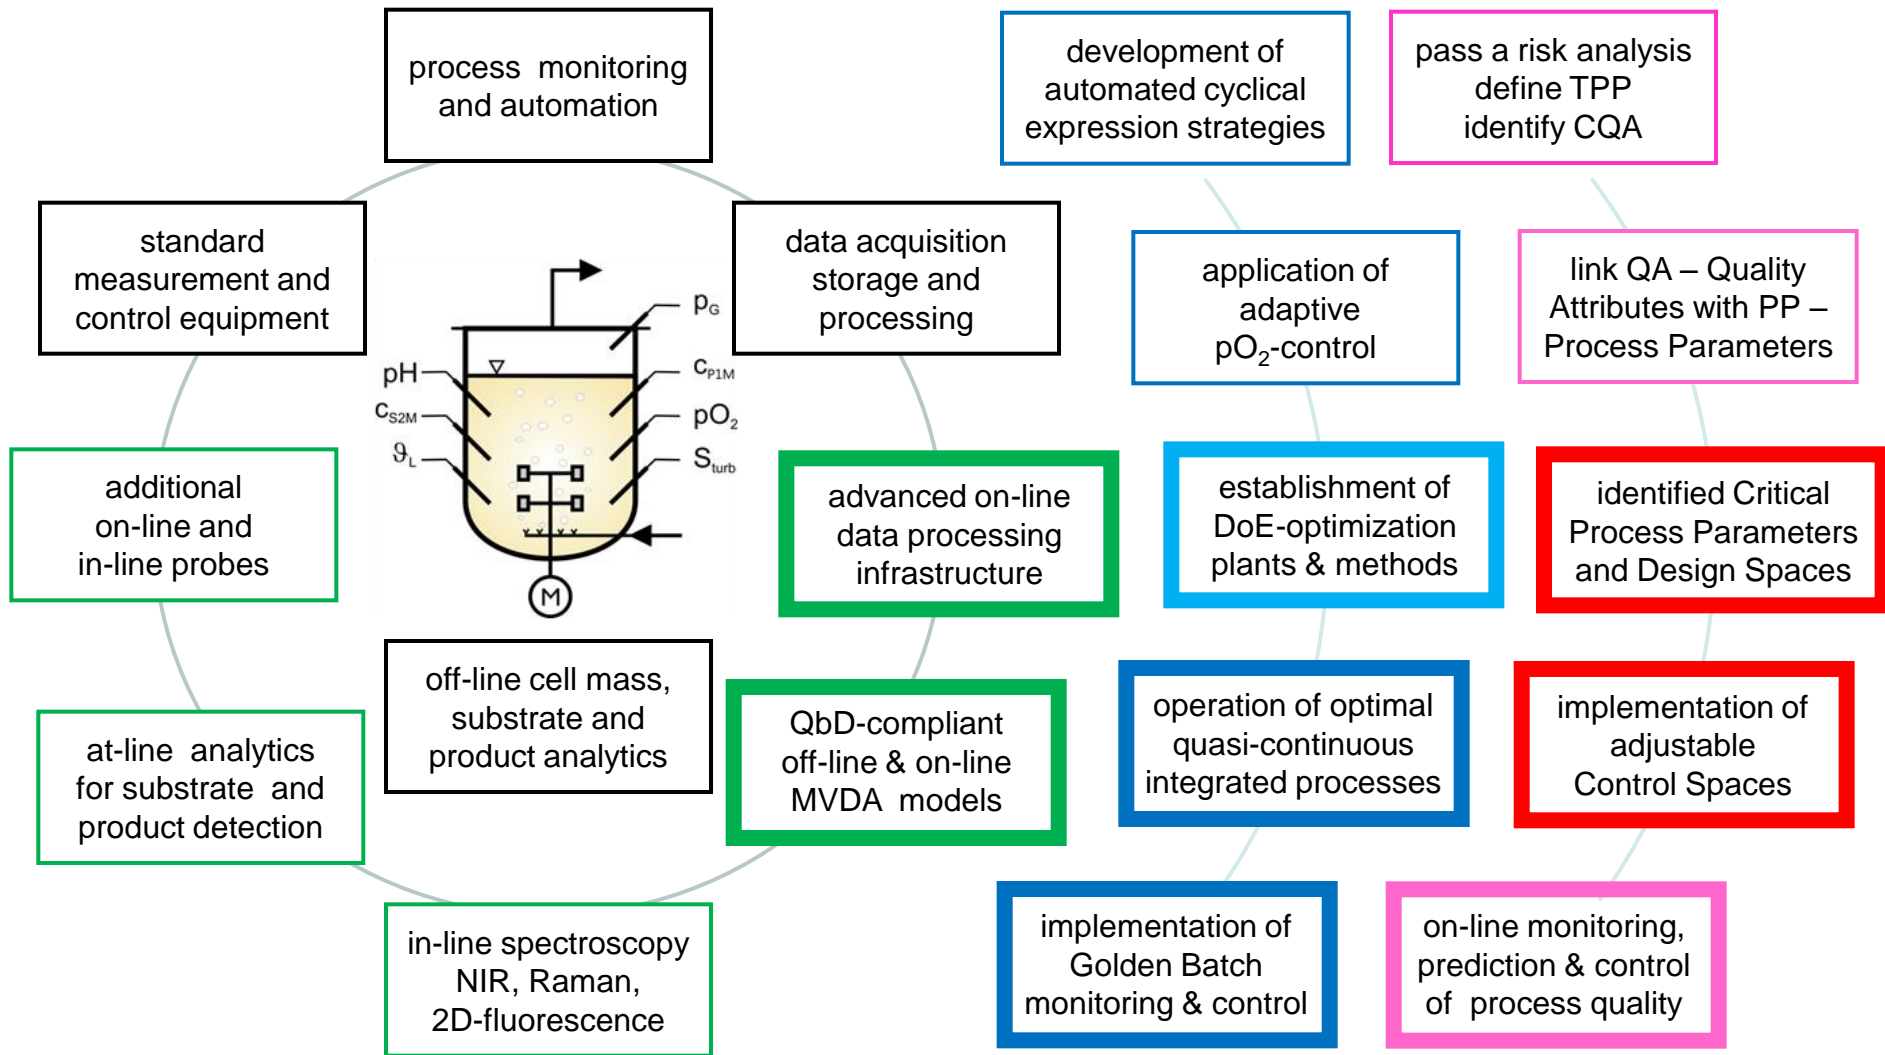 process monitoring
and automation
development of
automated cyclical
expression strategies
pass a risk analysis
define TPP
identify CQA
standard
measurement and
control equipment
data acquisition
storage and
processing
application of
adaptive
pO₂-control
link QA – Quality
Attributes with PP –
Process Parameters
p_G
pH
c_P1M
c_S2M
pO₂
ϑ_L
S_turb
M
additional
on-line and
in-line probes
advanced on-line
data processing
infrastructure
establishment of
DoE-optimization
plants & methods
identified Critical
Process Parameters
and Design Spaces
off-line cell mass,
substrate and
product analytics
at-line analytics
for substrate and
product detection
QbD-compliant
off-line & on-line
MVDA models
operation of optimal
quasi-continuous
integrated processes
implementation of
adjustable
Control Spaces
in-line spectroscopy
NIR, Raman,
2D-fluorescence
implementation of
Golden Batch
monitoring & control
on-line monitoring,
prediction & control
of process quality